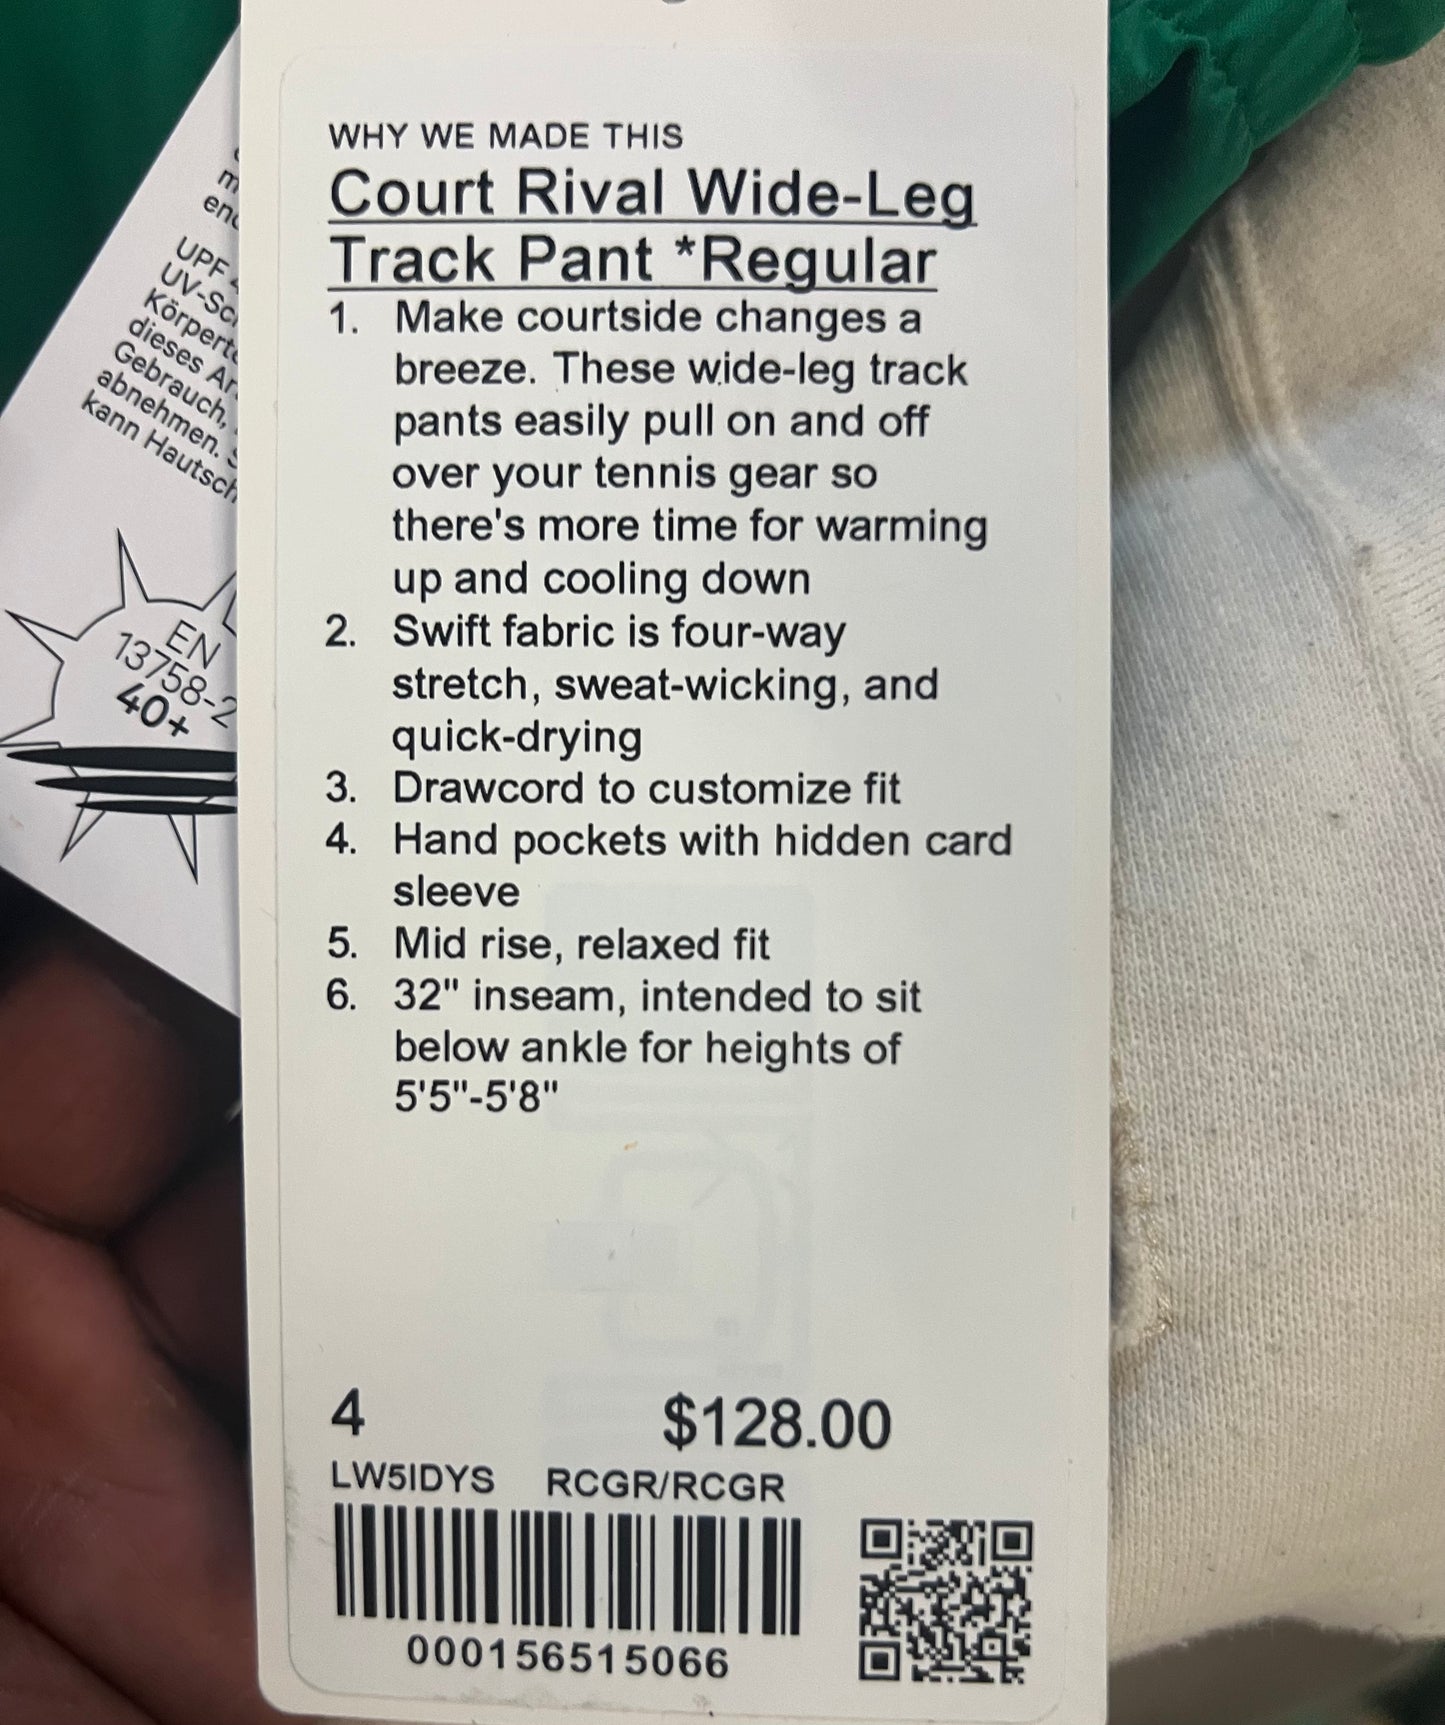 WHY WE MADE THIS
Court Rival Wide-Leg
Track Pant *Regular
1. Make courtside changes a
breeze. These wide-leg track
pants easily pull on and off
over your tennis gear so
there's more time for warming
up and cooling down
2. Swift fabric is four-way
stretch, sweat-wicking, and
quick-drying
3. Drawcord to customize fit
4. Hand pockets with hidden card
sleeve
5. Mid rise, relaxed fit
6. 32" inseam, intended to sit
below ankle for heights of
5'5"-5'8"
4 $128.00
LW5IDYS RCGR/RCGR
000156515066
UPF
dieses
Gebrauch,
abnehmen.
kann
EN
13758-2
40+